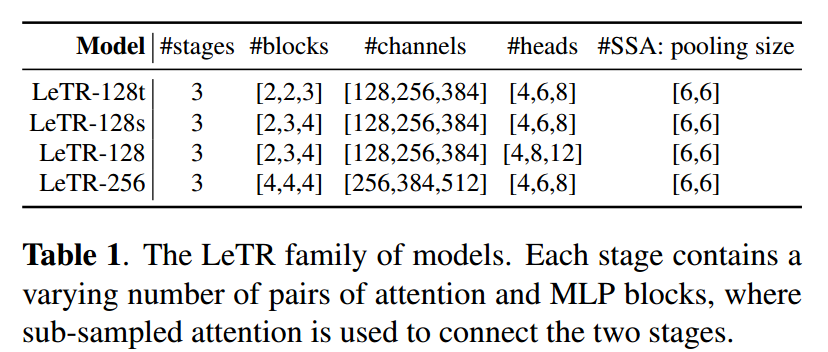 Model #stages #blocks #channels #heads #SSA: pooling size
LeTR-128t 3 [2,2,3] [128,256,384] [4,6,8] [6,6]
LeTR-128s 3 [2,3,4] [128,256,384] [4,6,8] [6,6]
LeTR-128 3 [2,3,4] [128,256,384] [4,8,12] [6,6]
LeTR-256 3 [4,4,4] [256,384,512] [4,6,8] [6,6]
Table 1. The LeTR family of models. Each stage contains a
varying number of pairs of attention and MLP blocks, where
sub-sampled attention is used to connect the two stages.